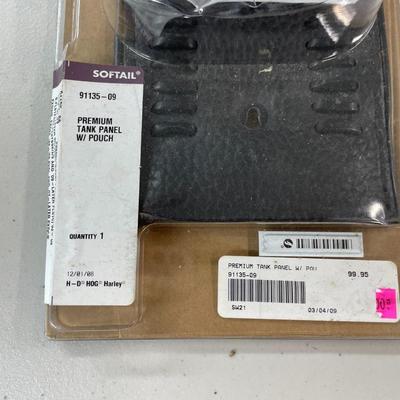 SOFTAIL®
91135-09
PREMIUM
TANK PANEL
W/ POUCH
QUANTITY 1
12/01/08
H-D® HOG® Harley™
PREMIUM TANK PANEL W/ POU
91135-09
99.95
SW21
03/04/09